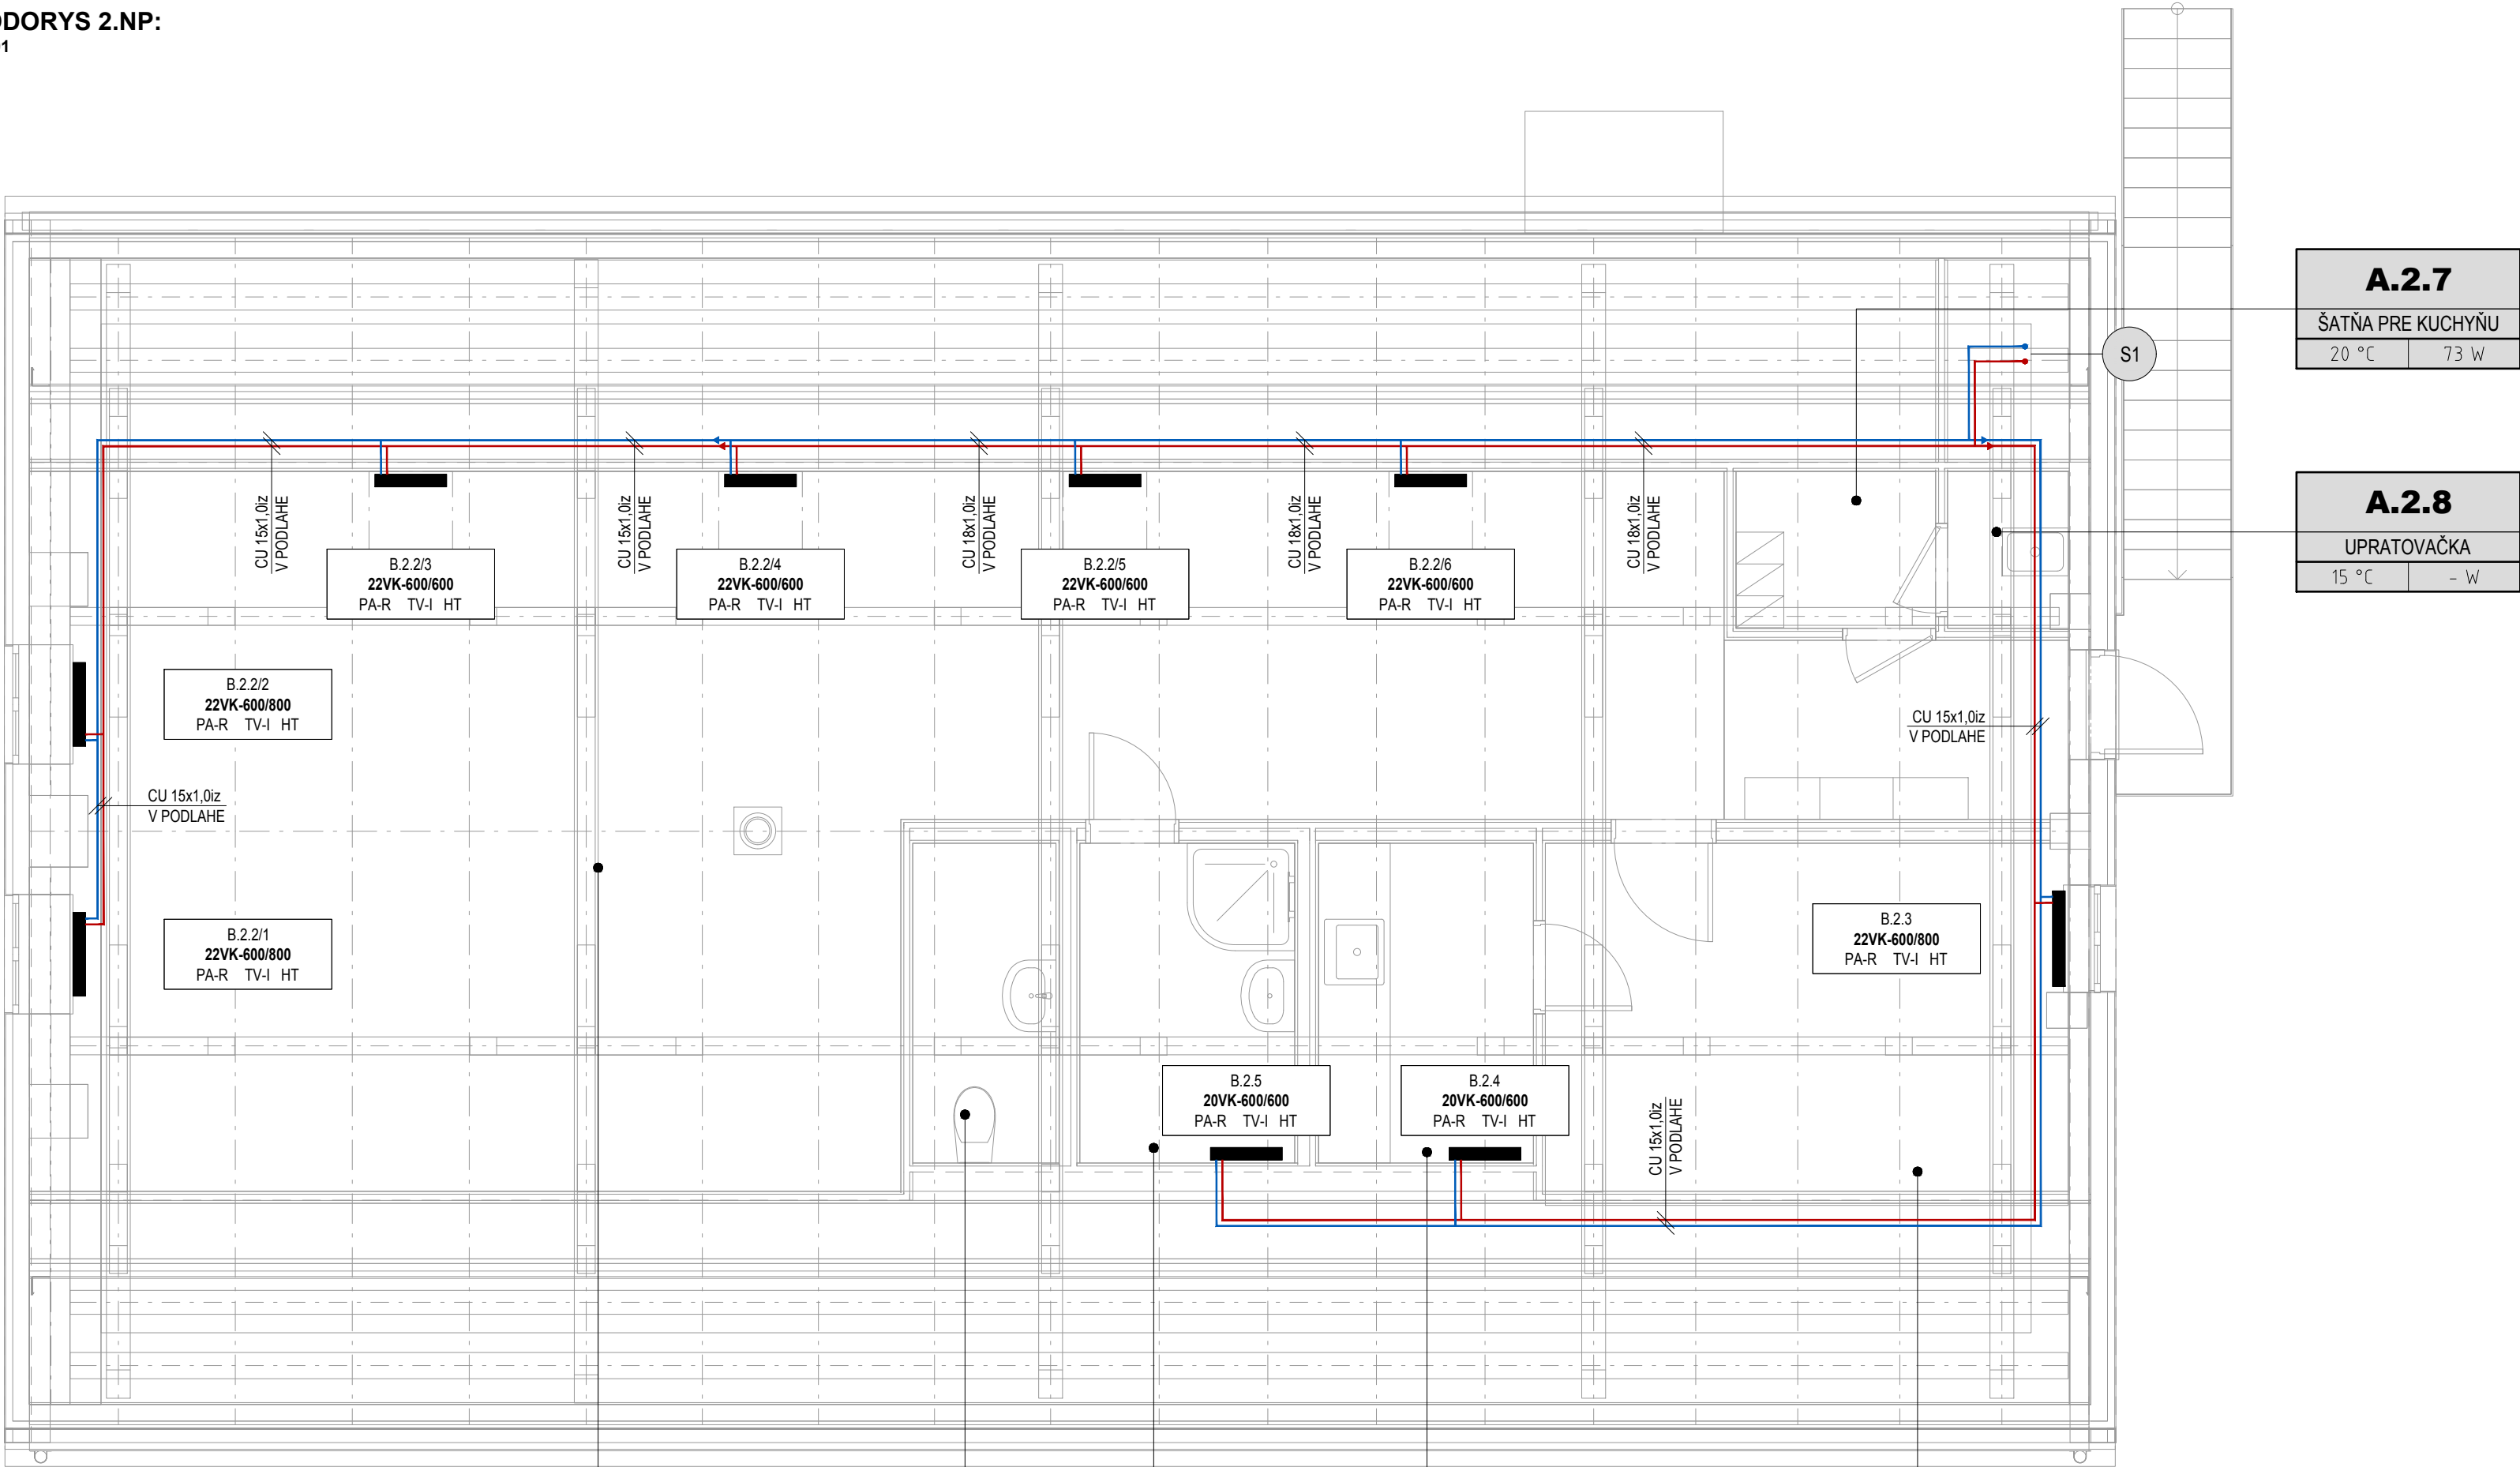 ODORYS 2.NP:
1
A.2.7
ŠATŇA PRE KUCHYŇU
20 °C 73 W
S1
A.2.8
UPRATOVAČKA
15 °C - W
CU 15x1,0iz
V PODLAHE
CU 15x1,0iz
V PODLAHE
CU 18x1,0iz
V PODLAHE
CU 18x1,0iz
V PODLAHE
CU 18x1,0iz
V PODLAHE
B.2.2/3
22VK-600/600
PA-R TV-I HT
B.2.2/4
22VK-600/600
PA-R TV-I HT
B.2.2/5
22VK-600/600
PA-R TV-I HT
B.2.2/6
22VK-600/600
PA-R TV-I HT
B.2.2/2
22VK-600/800
PA-R TV-I HT
CU 15x1,0iz
V PODLAHE
CU 15x1,0iz
V PODLAHE
B.2.2/1
22VK-600/800
PA-R TV-I HT
B.2.3
22VK-600/800
PA-R TV-I HT
B.2.5
20VK-600/600
PA-R TV-I HT
B.2.4
20VK-600/600
PA-R TV-I HT
CU 15x1,0iz
V PODLAHE